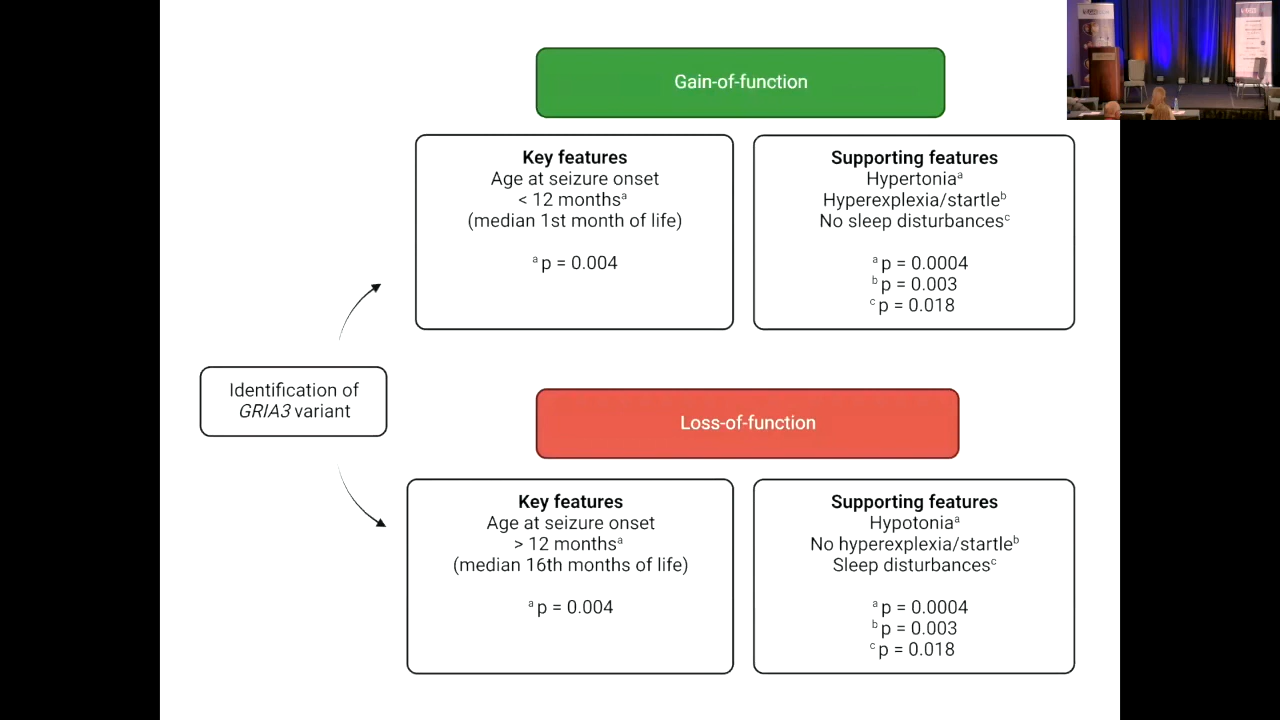 Gain-of-function
Key features
Age at seizure onset
< 12 monthsᵃ
(median 1st month of life)
ᵃ p = 0.004
Supporting features
Hypertoniaᵃ
Hyperexplexia/startleᵇ
No sleep disturbancesᶜ
ᵃ p = 0.0004
ᵇ p = 0.003
ᶜ p = 0.018
Identification of
GRIA3 variant
Loss-of-function
Key features
Age at seizure onset
> 12 monthsᵃ
(median 16th months of life)
ᵃ p = 0.004
Supporting features
Hypotoniaᵃ
No hyperexplexia/startleᵇ
Sleep disturbancesᶜ
ᵃ p = 0.0004
ᵇ p = 0.003
ᶜ p = 0.018